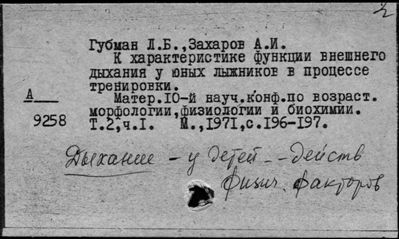 2
Губман Л.Б.,Захаров А.И.
К характеристике функции внешнего
дыхания у юных лыжников в процессе
тренировки.
Матер.10-й науч.конф.по возраст.
морфологии,физиологии и биохимии.
Т.2,ч.I. М.,1971,с.196-197.
А
9258
Дыхание - у детей - действ
физич. факторов